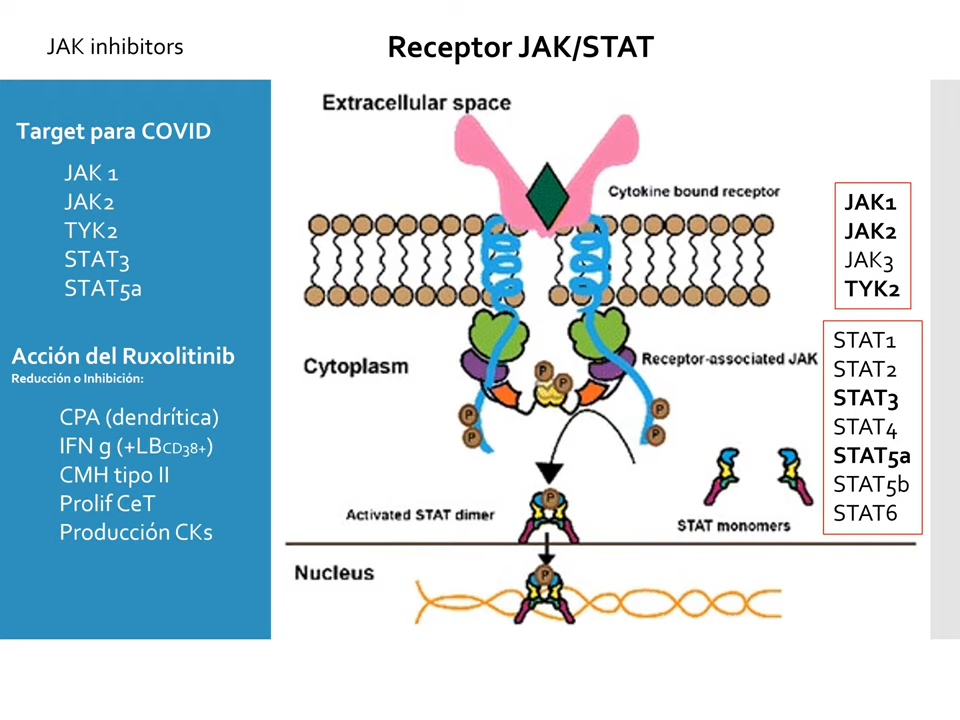 JAK inhibitors
Receptor JAK/STAT
Target para COVID
JAK 1
JAK2
TYK2
STAT3
STAT5a
Acción del Ruxolitinib
Reducción o Inhibición:
CPA (dendrítica)
IFN g (+LBCD38+)
CMH tipo II
Prolif CeT
Producción CKs
Extracellular space
Cytokine bound receptor
Cytoplasm
Receptor-associated JAK
P
P
P
P
P
P
Activated STAT dimer
P
STAT monomers
Nucleus
P
JAK1
JAK2
JAK3
TYK2
STAT1
STAT2
STAT3
STAT4
STAT5a
STAT5b
STAT6